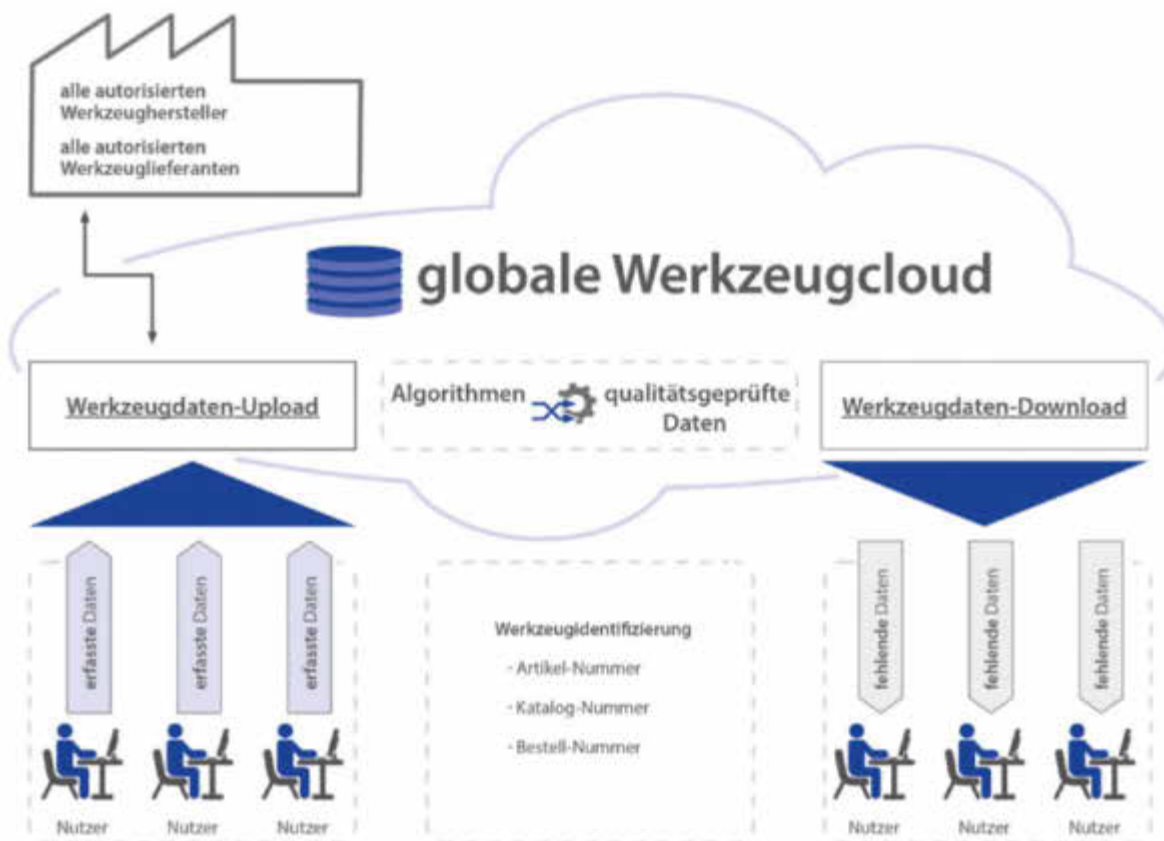 alle autorisierten
Werkzeughersteller
alle autorisierten
Werkzeuglieferanten
globale Werkzeugcloud
Werkzeugdaten-Upload
Algorithmen
qualitätsgeprüfte
Daten
Werkzeugdaten-Download
erfasste Daten
erfasste Daten
erfasste Daten
Werkzeugidentifizierung
- Artikel-Nummer
- Katalog-Nummer
- Bestell-Nummer
fehlende Daten
fehlende Daten
fehlende Daten
Nutzer
Nutzer
Nutzer
Nutzer
Nutzer
Nutzer